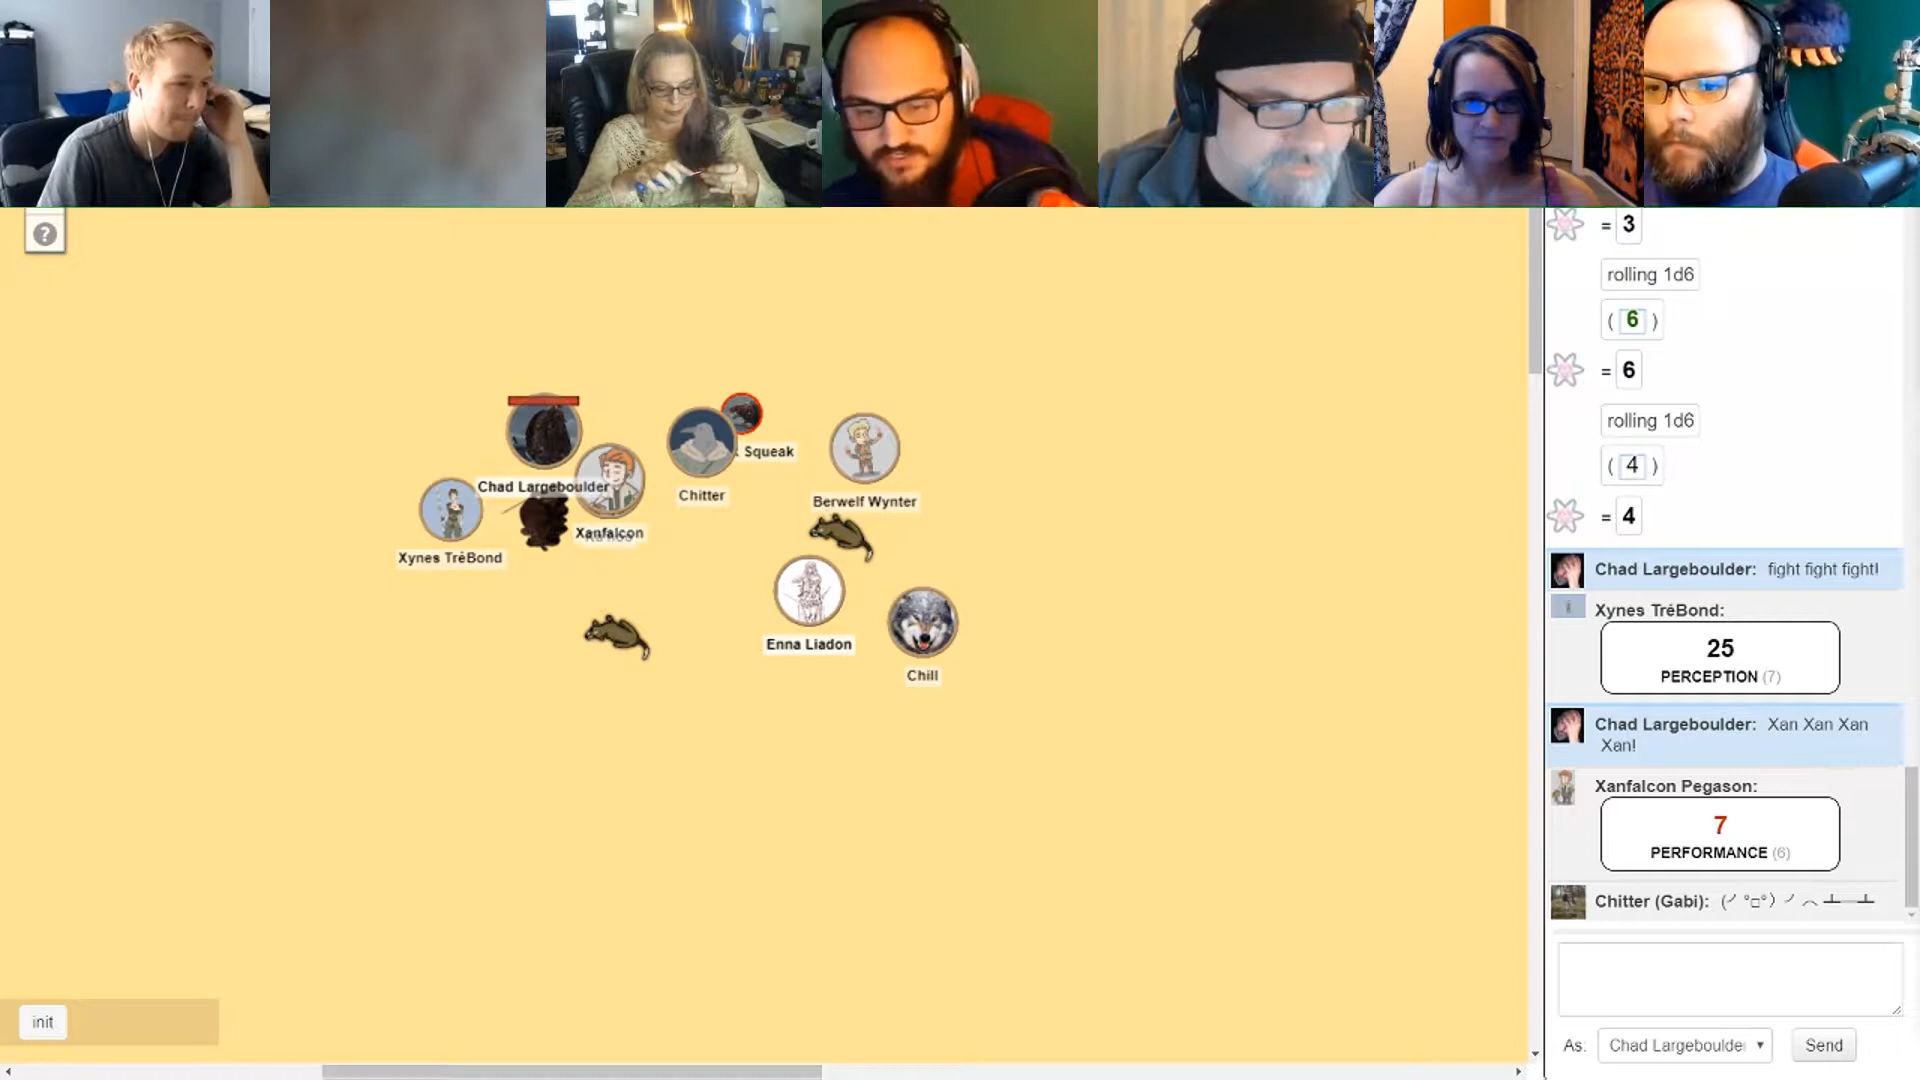 ?
= 3
rolling 1d6
( 6 )
= 6
rolling 1d6
( 4 )
= 4
Chad Largeboulder: fight fight fight!
Xynes TréBond:
25
PERCEPTION (7)
Chad Largeboulder: Xan Xan Xan
Xan!
Xanfalcon Pegason:
7
PERFORMANCE (6)
Chitter (Gabi): (╯°□°)╯︵ ┻━┻
As: Chad Largeboulde
Send
Squeak
Chad Largeboulder
Chitter
Berwelf Wynter
Xanfalcon
Xynes TrèBond
Enna Liadon
Chill
init